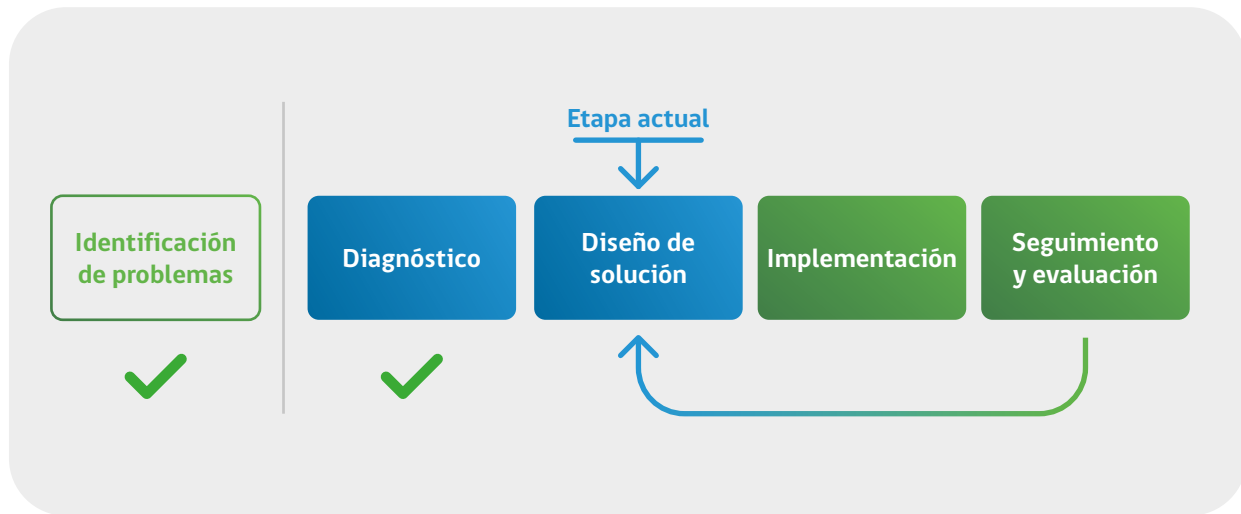 Etapa actual
Identificación
de problemas
Diagnóstico
Diseño de
solución
Implementación
Seguimiento
y evaluación